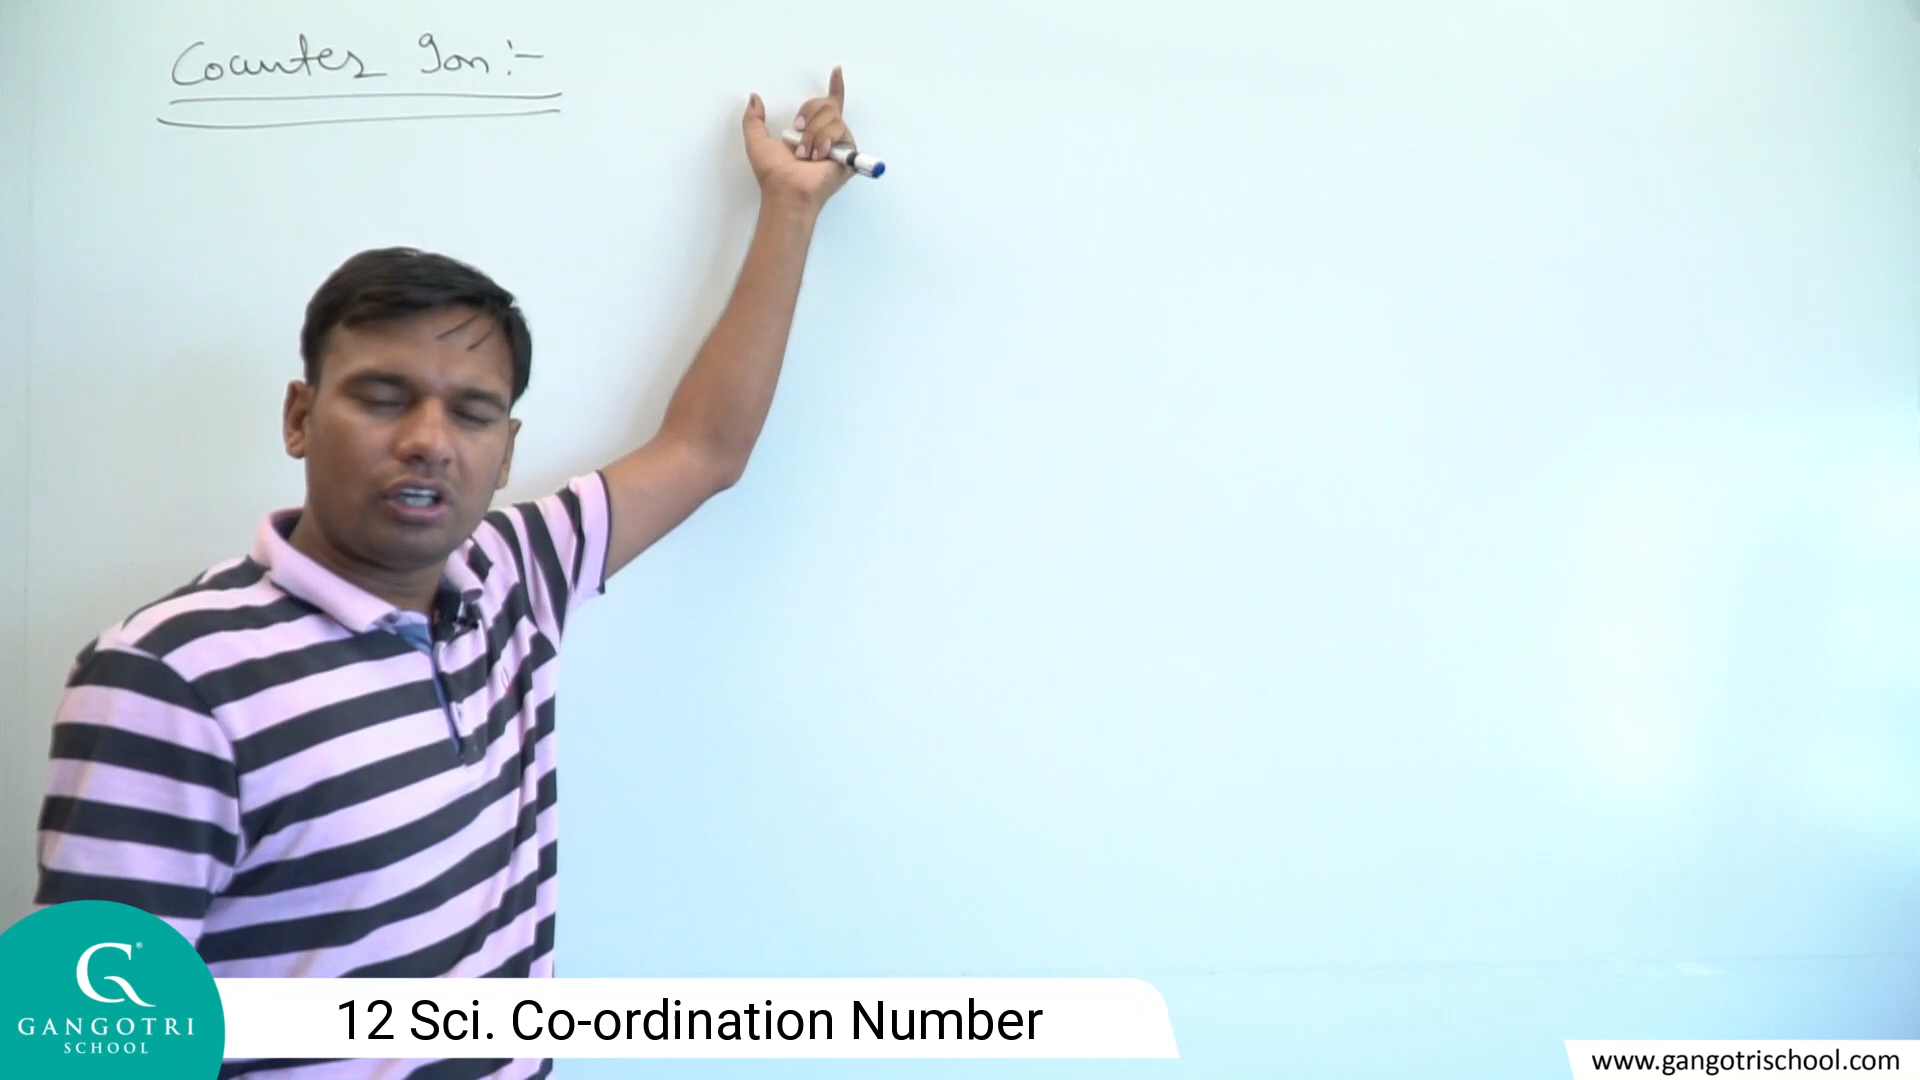 Counter Ion :-
G®
GANGOTRI
SCHOOL
12 Sci. Co-ordination Number
www.gangotrischool.com